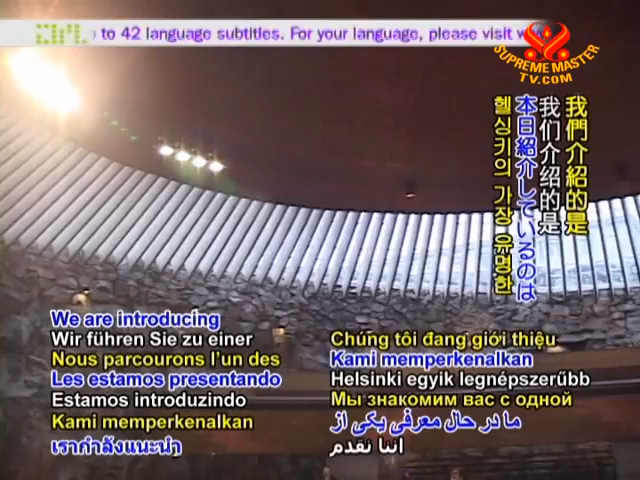 to 42 language subtitles. For your language, please visit
SUPREME MASTER
TV.COM
我們介紹的是
我们介绍的是
本日紹介しているのは
헬싱키의 가장 유명한
We are introducing
Wir führen Sie zu einer
Nous parcourons l'un des
Les estamos presentando
Estamos introduzindo
Kami memperkenalkan
เรากำลังแนะนำ
Chúng tôi đang giới thiệu
Kami memperkenalkan
Helsinki egyik legnépszerűbb
Мы знакомим вас с одной
ما در حال معرفی یکی از
اننا نقدم